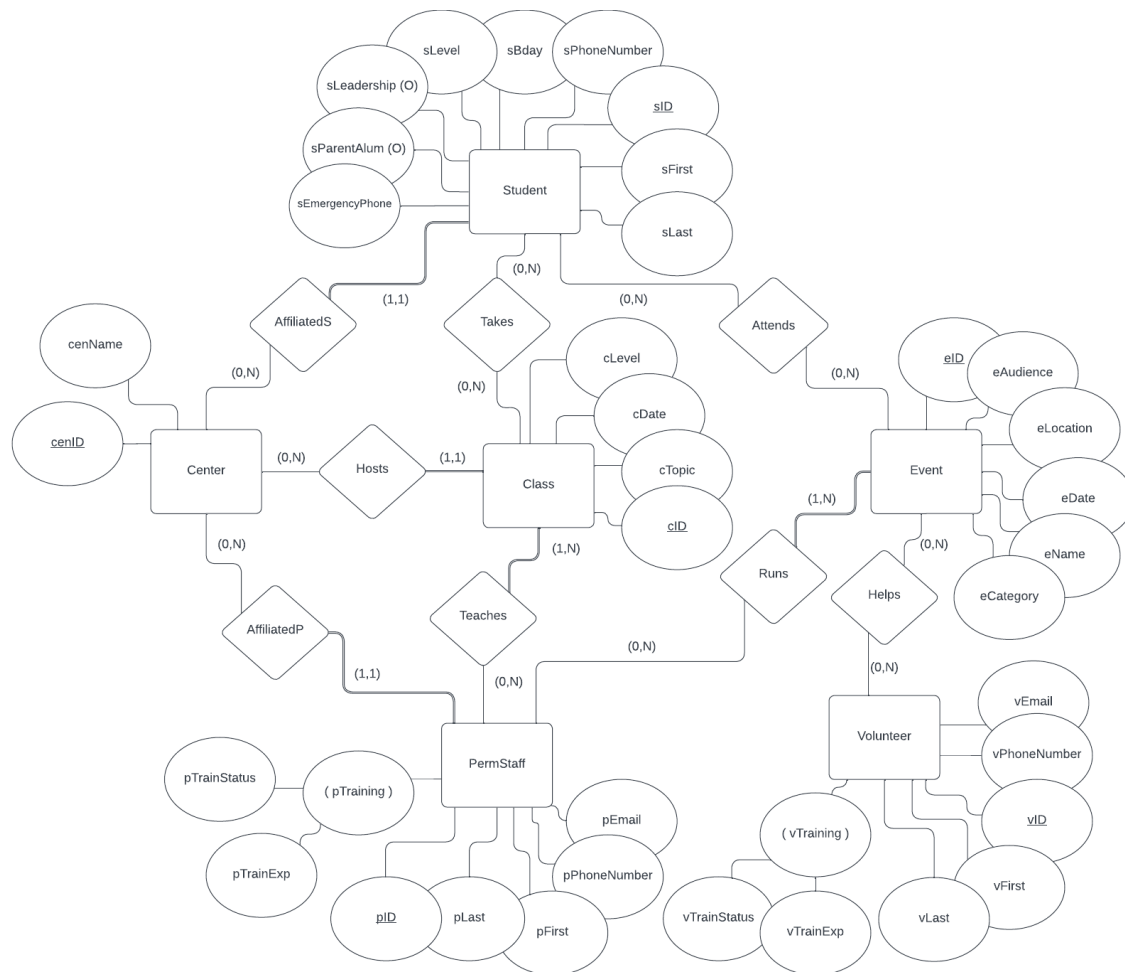 sLevel
sBday
sPhoneNumber
sLeadership (O)
sID
sParentAlum (O)
sFirst
Student
sEmergencyPhone
sLast
(0,N)
(1,1)
(0,N)
AffiliatedS
Takes
Attends
cenName
cLevel
eID
eAudience
(0,N)
(0,N)
(0,N)
cDate
eLocation
cenID
Center
(0,N)
Hosts
(1,1)
Class
cTopic
Event
eDate
(1,N)
cID
(0,N)
(1,N)
(0,N)
eName
Runs
Helps
eCategory
Teaches
AffiliatedP
(0,N)
(1,1)
(0,N)
(0,N)
vEmail
Volunteer
vPhoneNumber
PermStaff
pTrainStatus
( pTraining )
pEmail
vID
( vTraining )
pTrainExp
pPhoneNumber
vFirst
pID
pLast
pFirst
vTrainStatus
vTrainExp
vLast